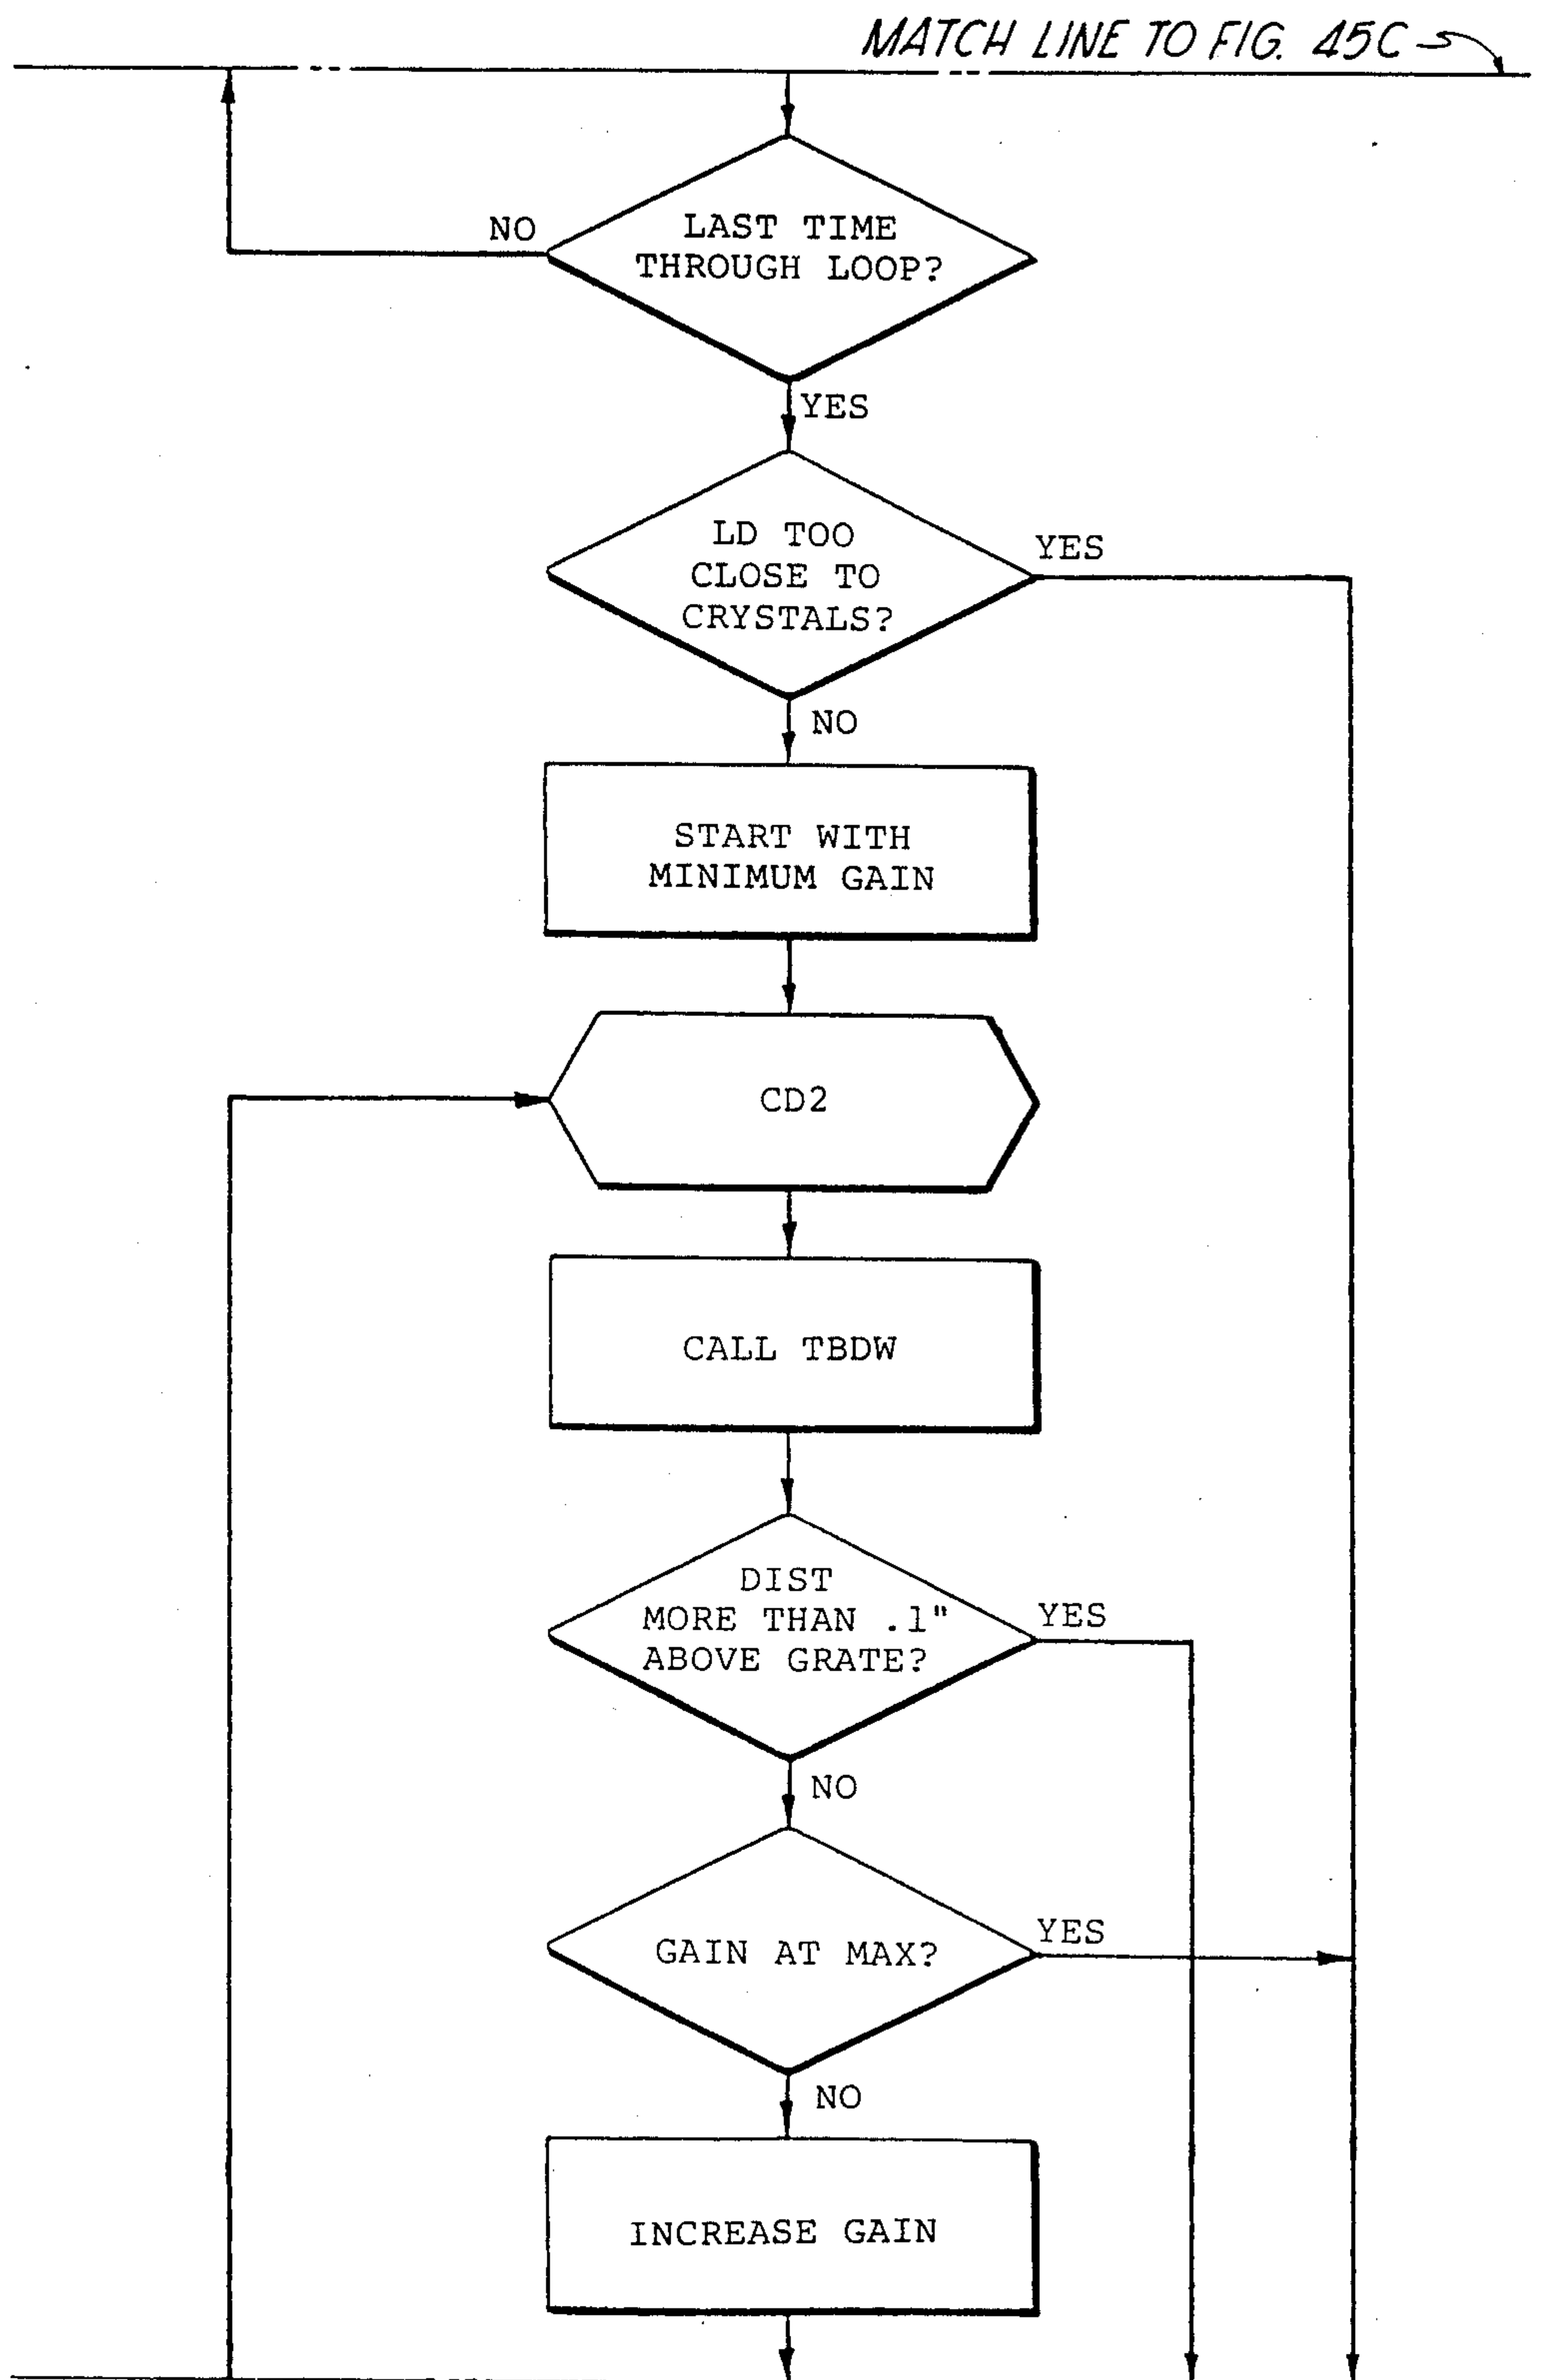 MATCH LINE TO FIG. 45C
LAST TIME
THROUGH LOOP?
NO
YES
LD TOO
CLOSE TO
CRYSTALS?
YES
NO
START WITH
MINIMUM GAIN
CD2
CALL TBDW
DIST
MORE THAN .1"
ABOVE GRATE?
YES
NO
GAIN AT MAX?
YES
NO
INCREASE GAIN